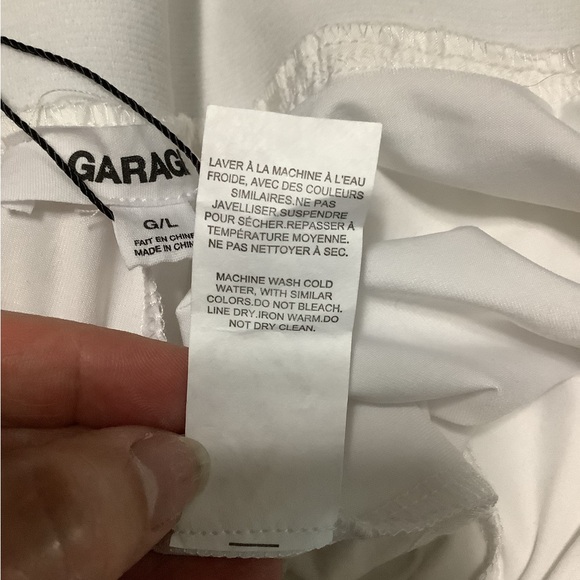 GARAG
G/L
FAIT EN CHINE
MADE IN CHIN
LAVER À LA MACHINE À L'EAU
FROIDE, AVEC DES COULEURS
SIMILAIRES.NE PAS
JAVELLISER.SUSPENDRE
POUR SÉCHER.REPASSER À
TEMPÉRATURE MOYENNE.
NE PAS NETTOYER À SEC.
MACHINE WASH COLD
WATER, WITH SIMILAR
COLORS.DO NOT BLEACH.
LINE DRY.IRON WARM.DO
NOT DRY CLEAN.